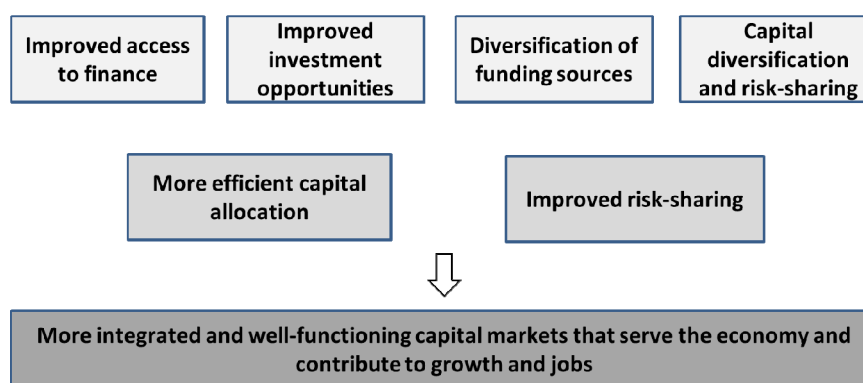 Improved access
to finance
Improved
investment
opportunities
Diversification of
funding sources
Capital
diversification
and risk-sharing
More efficient capital
allocation
Improved risk-sharing
More integrated and well-functioning capital markets that serve the economy and
contribute to growth and jobs